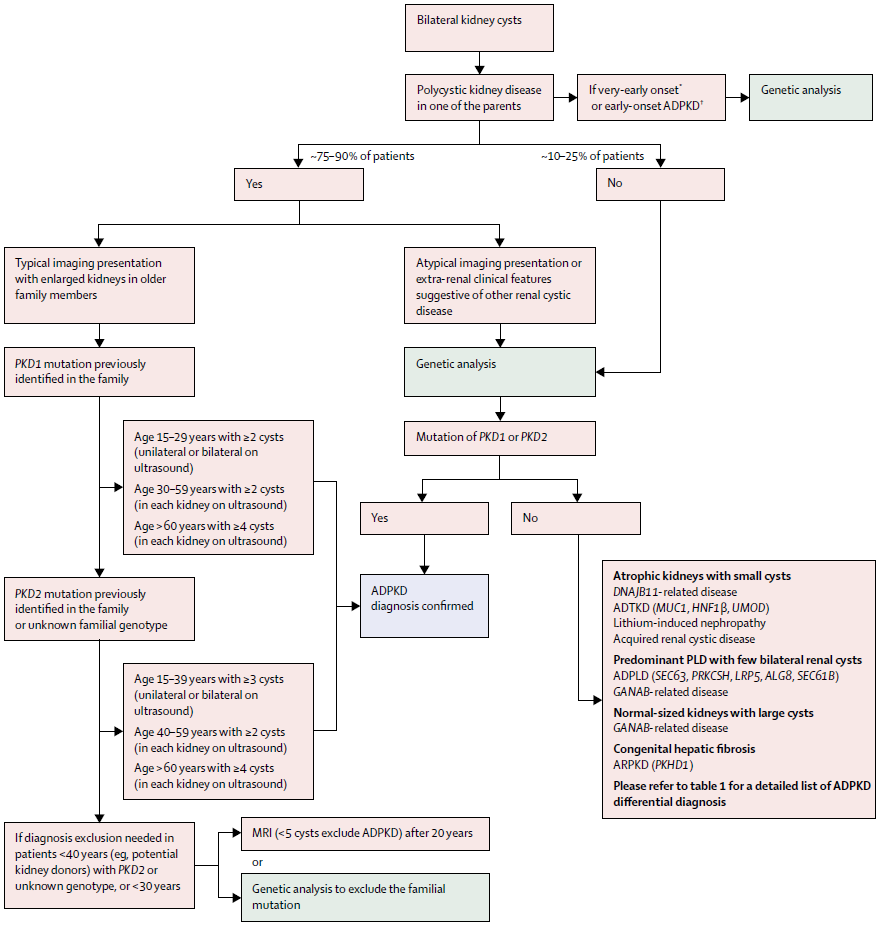 Bilateral kidney cysts
Polycystic kidney disease
in one of the parents
If very-early onset*
or early-onset ADPKD†
Genetic analysis
~75–90% of patients
~10–25% of patients
Yes
No
Typical imaging presentation
with enlarged kidneys in older
family members
Atypical imaging presentation or
extra-renal clinical features
suggestive of other renal cystic
disease
PKD1 mutation previously
identified in the family
Genetic analysis
Age 15–29 years with ≥2 cysts
(unilateral or bilateral on
ultrasound)
Age 30–59 years with ≥2 cysts
(in each kidney on ultrasound)
Age >60 years with ≥4 cysts
(in each kidney on ultrasound)
Mutation of PKD1 or PKD2
Yes
No
PKD2 mutation previously
identified in the family
or unknown familial genotype
ADPKD
diagnosis confirmed
Atrophic kidneys with small cysts
DNAJB11-related disease
ADTKD (MUC1, HNF1β, UMOD)
Lithium-induced nephropathy
Acquired renal cystic disease
Predominant PLD with few bilateral renal cysts
ADPLD (SEC63, PRKCSH, LRP5, ALG8, SEC61B)
GANAB-related disease
Normal-sized kidneys with large cysts
GANAB-related disease
Congenital hepatic fibrosis
ARPKD (PKHD1)
Please refer to table 1 for a detailed list of ADPKD
differential diagnosis
Age 15–39 years with ≥3 cysts
(unilateral or bilateral on
ultrasound)
Age 40–59 years with ≥2 cysts
(in each kidney on ultrasound)
Age >60 years with ≥4 cysts
(in each kidney on ultrasound)
If diagnosis exclusion needed in
patients <40 years (eg, potential
kidney donors) with PKD2 or
unknown genotype, or <30 years
MRI (<5 cysts exclude ADPKD) after 20 years
or
Genetic analysis to exclude the familial
mutation